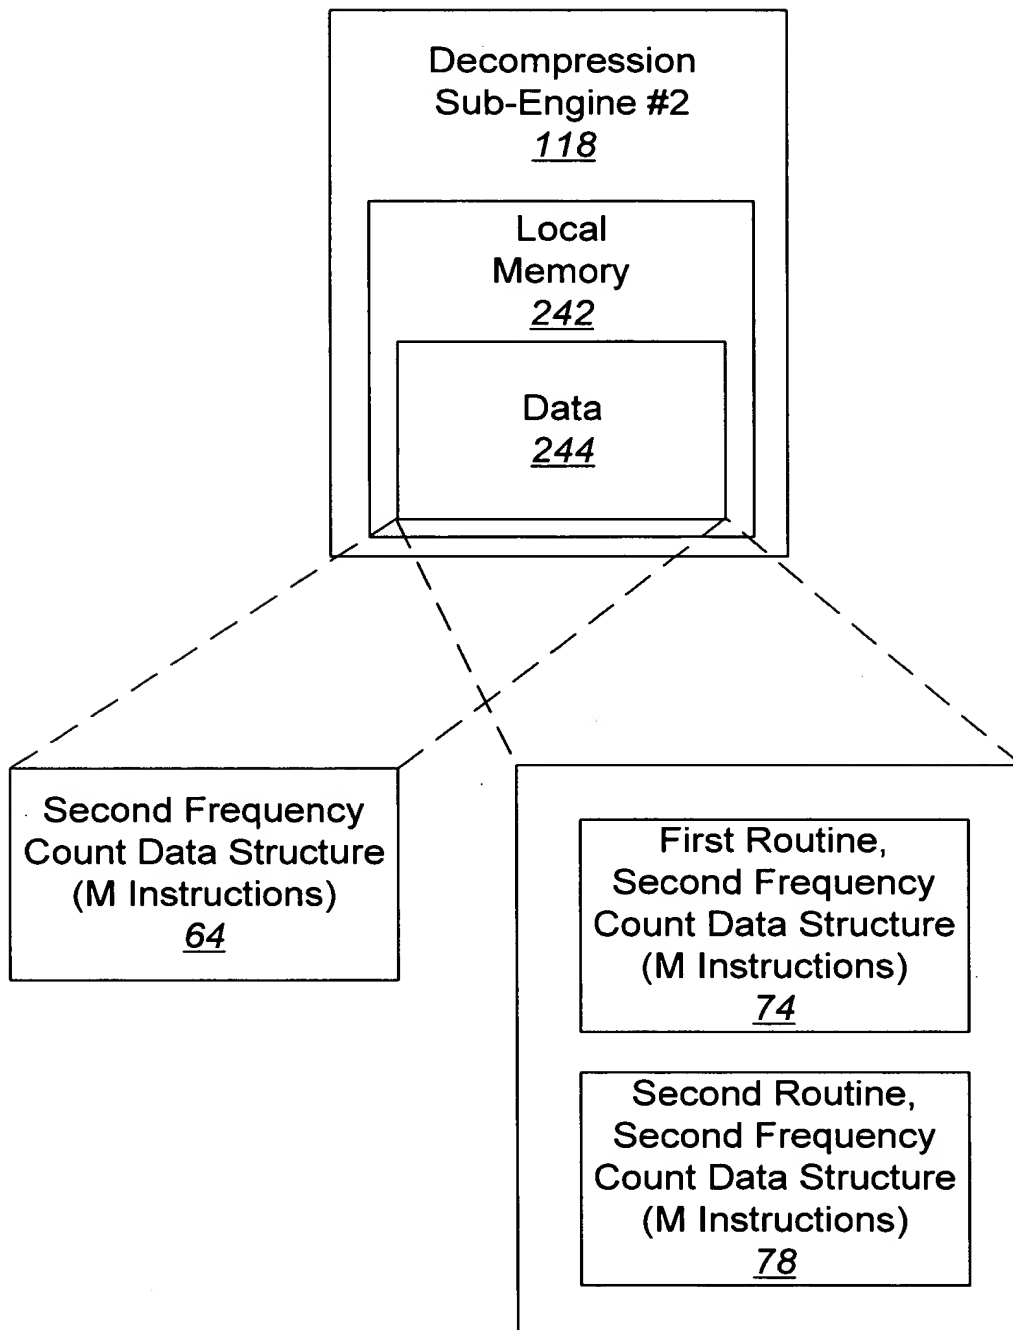 Decompression
Sub-Engine #2
118
Local
Memory
242
Data
244
Second Frequency
Count Data Structure
(M Instructions)
64
First Routine,
Second Frequency
Count Data Structure
(M Instructions)
74
Second Routine,
Second Frequency
Count Data Structure
(M Instructions)
78